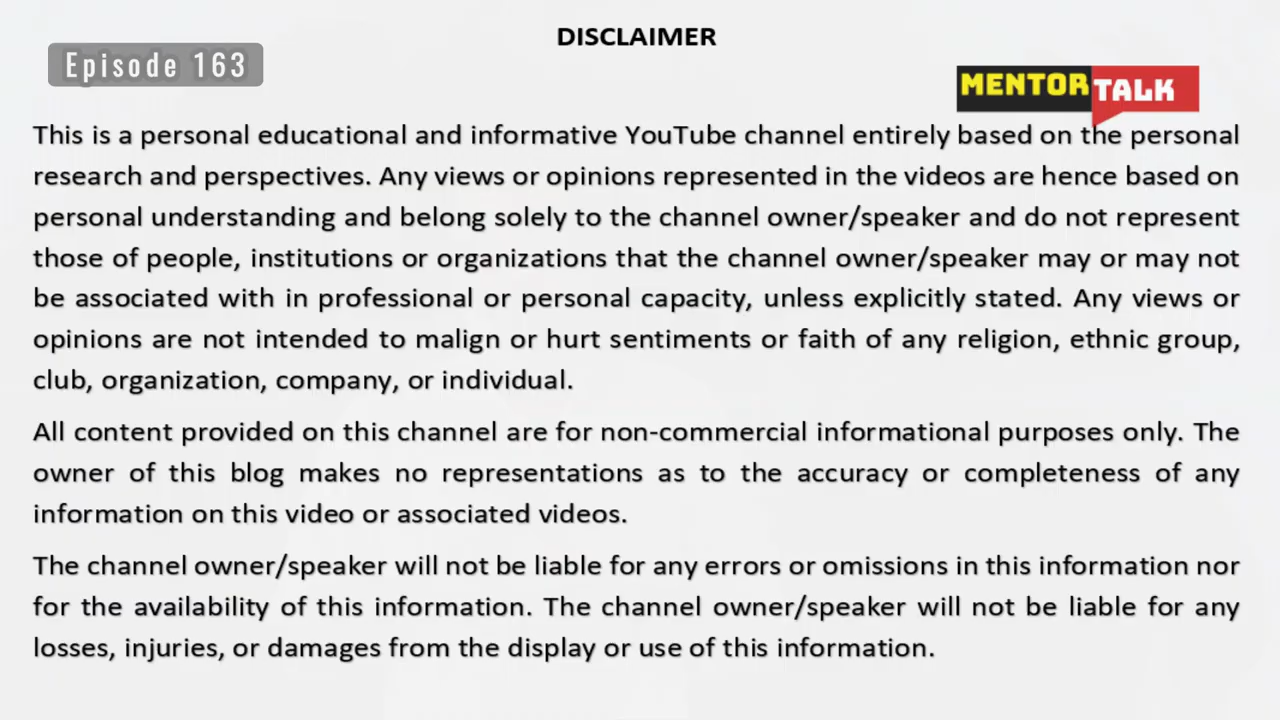 DISCLAIMER
Episode 163
MENTOR TALK
This is a personal educational and informative YouTube channel entirely based on the personal
research and perspectives. Any views or opinions represented in the videos are hence based on
personal understanding and belong solely to the channel owner/speaker and do not represent
those of people, institutions or organizations that the channel owner/speaker may or may not
be associated with in professional or personal capacity, unless explicitly stated. Any views or
opinions are not intended to malign or hurt sentiments or faith of any religion, ethnic group,
club, organization, company, or individual.
All content provided on this channel are for non-commercial informational purposes only. The
owner of this blog makes no representations as to the accuracy or completeness of any
information on this video or associated videos.
The channel owner/speaker will not be liable for any errors or omissions in this information nor
for the availability of this information. The channel owner/speaker will not be liable for any
losses, injuries, or damages from the display or use of this information.